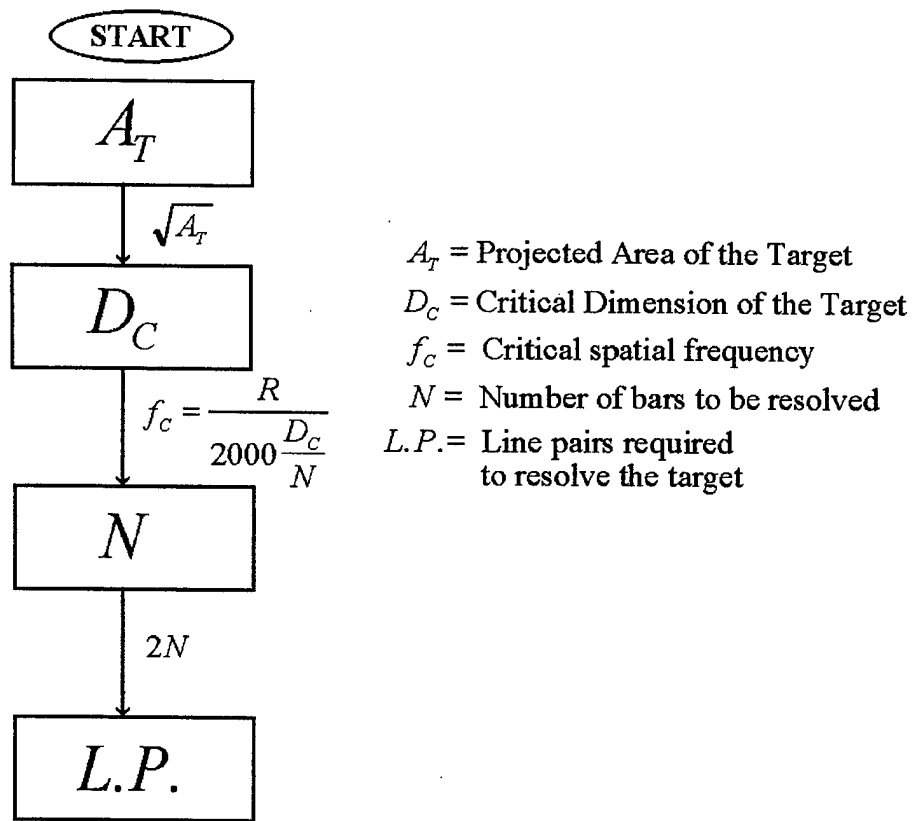 START
A_T
√A_T
D_C
f_C = R / (2000 D_C/N)
N
2N
L.P.
A_T = Projected Area of the Target
D_C = Critical Dimension of the Target
f_C = Critical spatial frequency
N = Number of bars to be resolved
L.P.= Line pairs required
to resolve the target